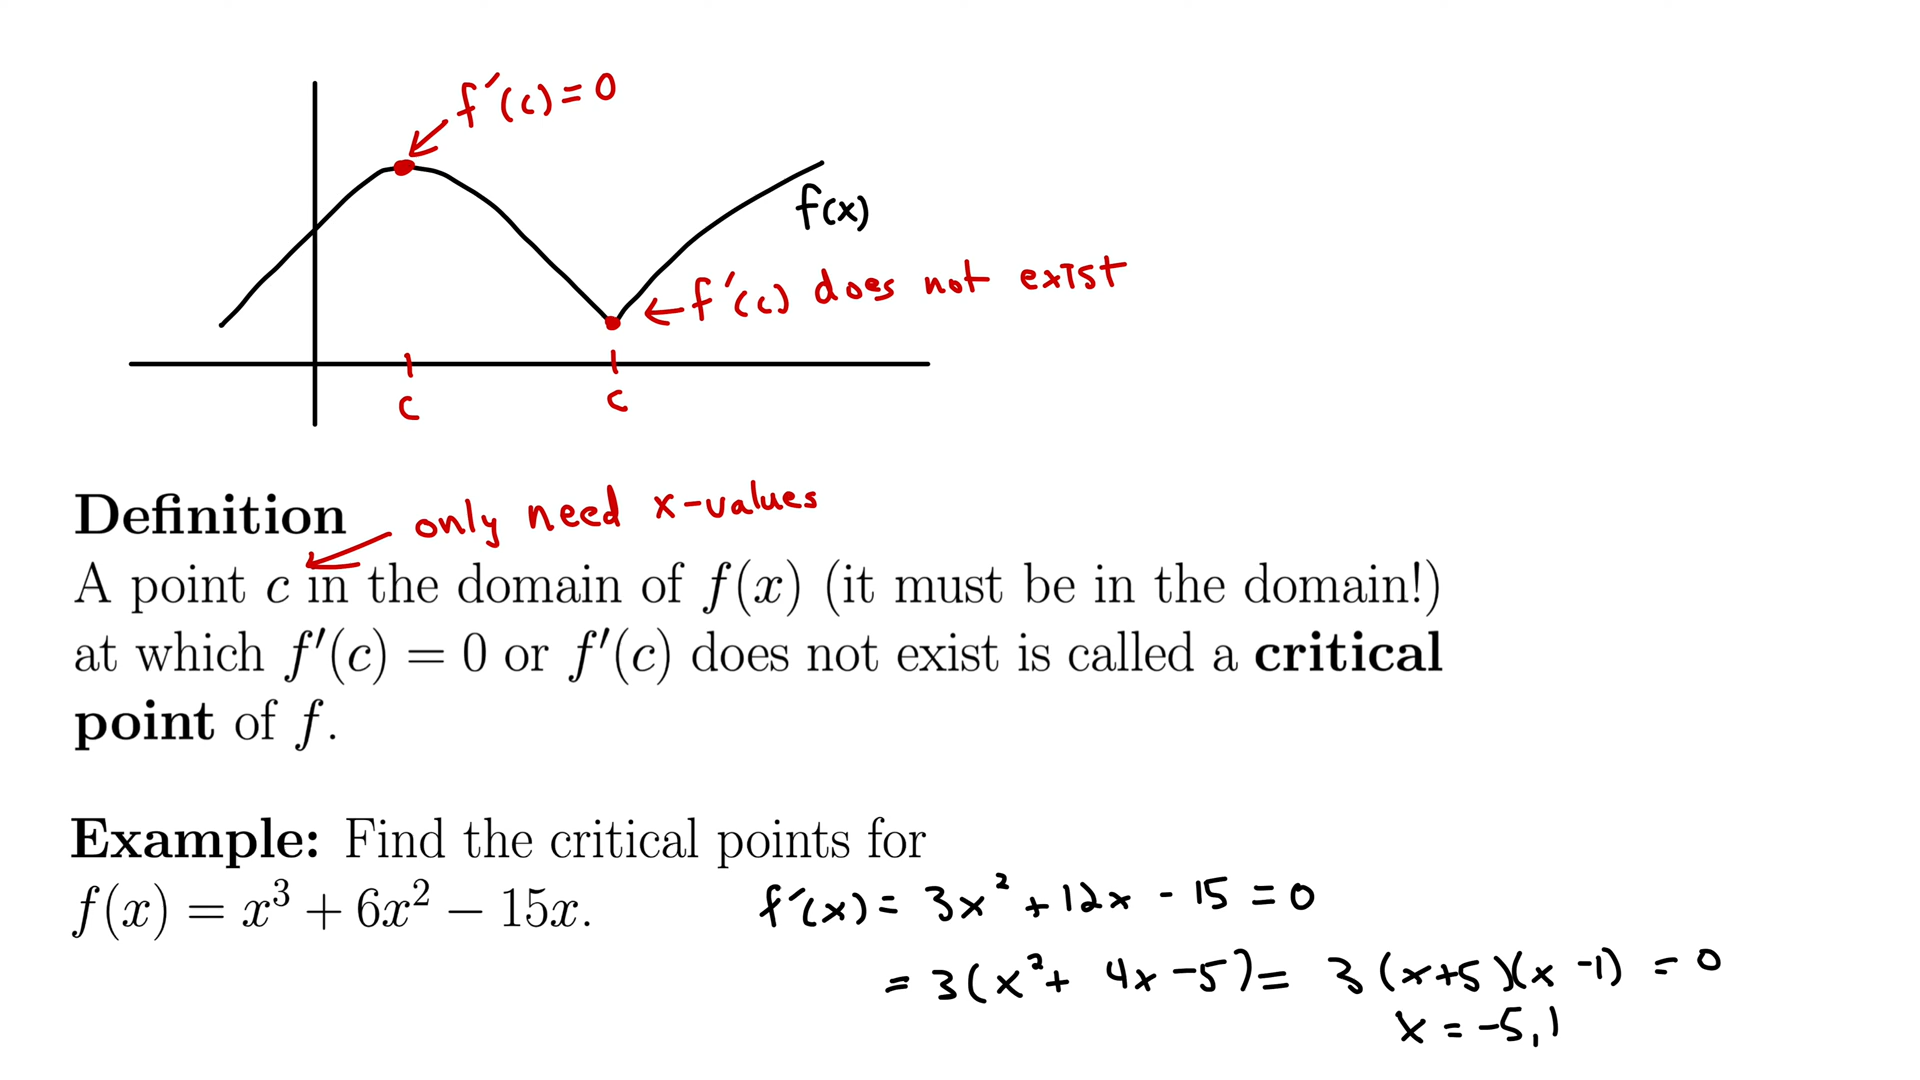 f′(c) = 0
f(x)
f′(c) does not exist
c c
Definition
only need x-values
A point c in the domain of f(x) (it must be in the domain!)
at which f′(c) = 0 or f′(c) does not exist is called a critical
point of f.
Example: Find the critical points for
f(x) = x³ + 6x² − 15x.
f′(x) = 3x² + 12x - 15 = 0
= 3(x² + 4x - 5) = 3(x+5)(x-1) = 0
x = -5, 1